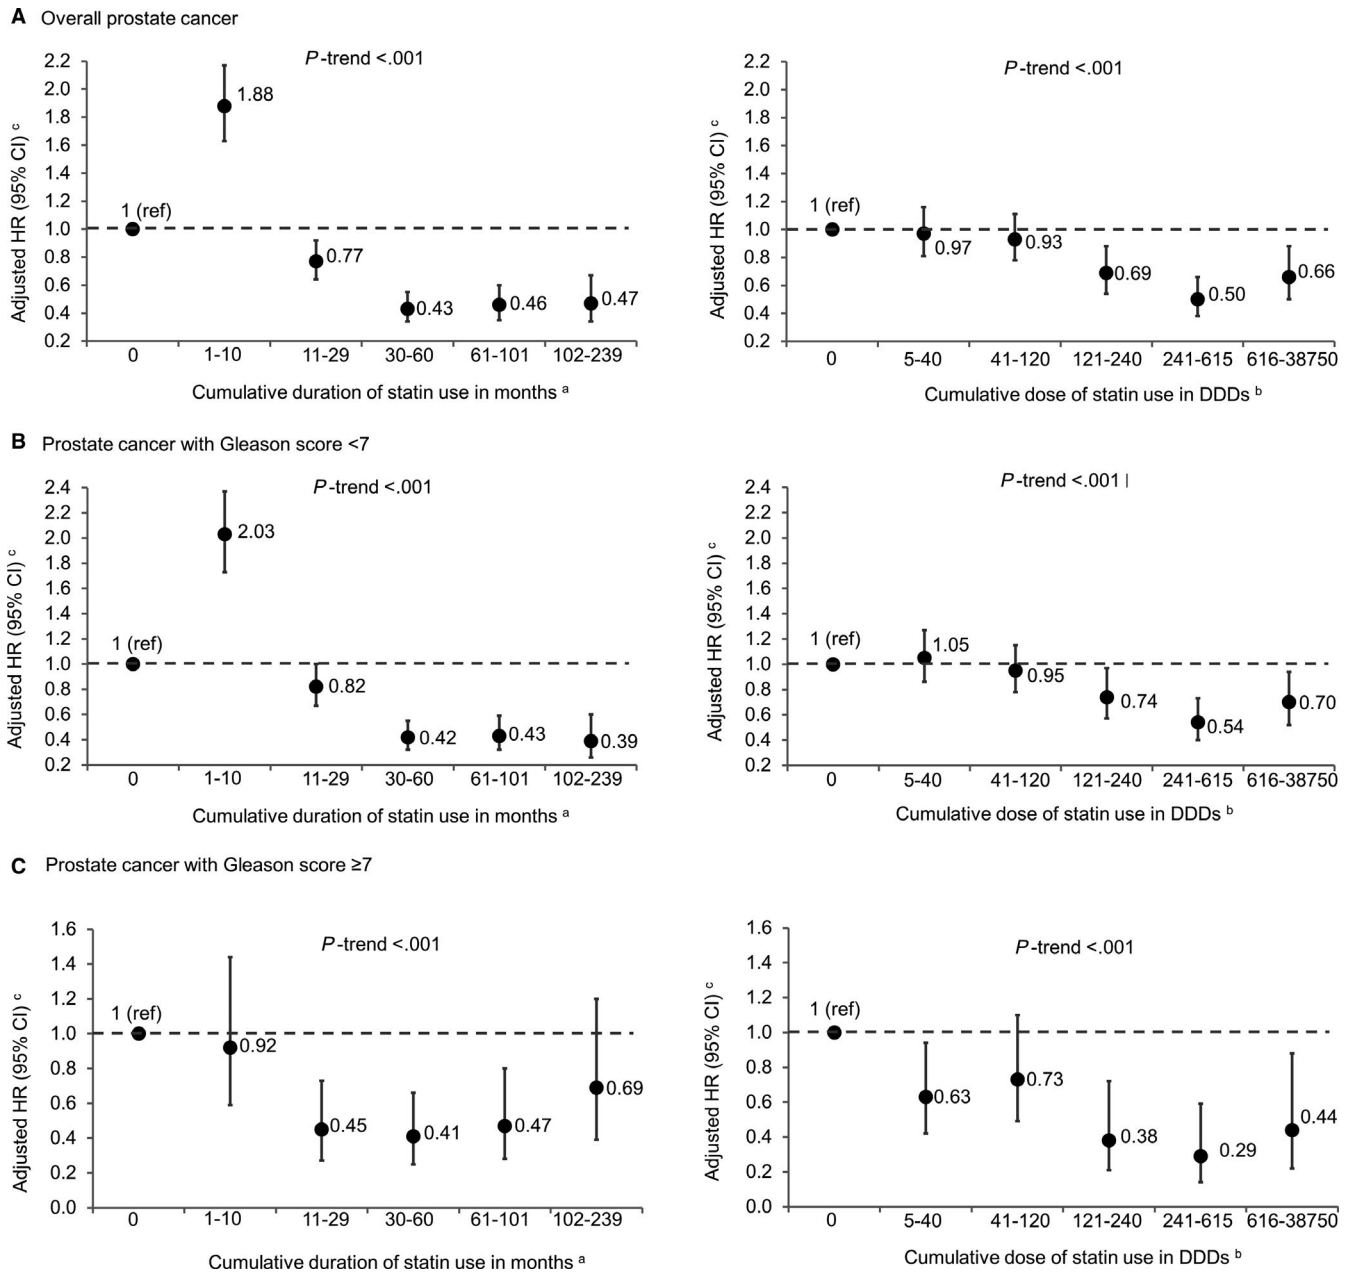 A Overall prostate cancer
P-trend <.001
2.2
2.0
1.8
1.6
1.4
1.2
1.0
0.8
0.6
0.4
0.2
Adjusted HR (95% CI) c
1 (ref)
1.88
0.77
0.43
0.46
0.47
0 1-10 11-29 30-60 61-101 102-239
Cumulative duration of statin use in months a
P-trend <.001
2.2
2.0
1.8
1.6
1.4
1.2
1.0
0.8
0.6
0.4
0.2
Adjusted HR (95% CI) c
1 (ref)
0.97
0.93
0.69
0.50
0.66
0 5-40 41-120 121-240 241-615 616-38750
Cumulative dose of statin use in DDDs b
B Prostate cancer with Gleason score <7
P-trend <.001
2.4
2.2
2.0
1.8
1.6
1.4
1.2
1.0
0.8
0.6
0.4
0.2
Adjusted HR (95% CI) c
1 (ref)
2.03
0.82
0.42
0.43
0.39
0 1-10 11-29 30-60 61-101 102-239
Cumulative duration of statin use in months a
P-trend <.001 |
2.4
2.2
2.0
1.8
1.6
1.4
1.2
1.0
0.8
0.6
0.4
0.2
Adjusted HR (95% CI) c
1 (ref)
1.05
0.95
0.74
0.54
0.70
0 5-40 41-120 121-240 241-615 616-38750
Cumulative dose of statin use in DDDs b
C Prostate cancer with Gleason score ≥7
P-trend <.001
1.6
1.4
1.2
1.0
0.8
0.6
0.4
0.2
0.0
Adjusted HR (95% CI) c
1 (ref)
0.92
0.45
0.41
0.47
0.69
0 1-10 11-29 30-60 61-101 102-239
Cumulative duration of statin use in months a
P-trend <.001
1.6
1.4
1.2
1.0
0.8
0.6
0.4
0.2
0.0
Adjusted HR (95% CI) c
1 (ref)
0.63
0.73
0.38
0.29
0.44
0 5-40 41-120 121-240 241-615 616-38750
Cumulative dose of statin use in DDDs b